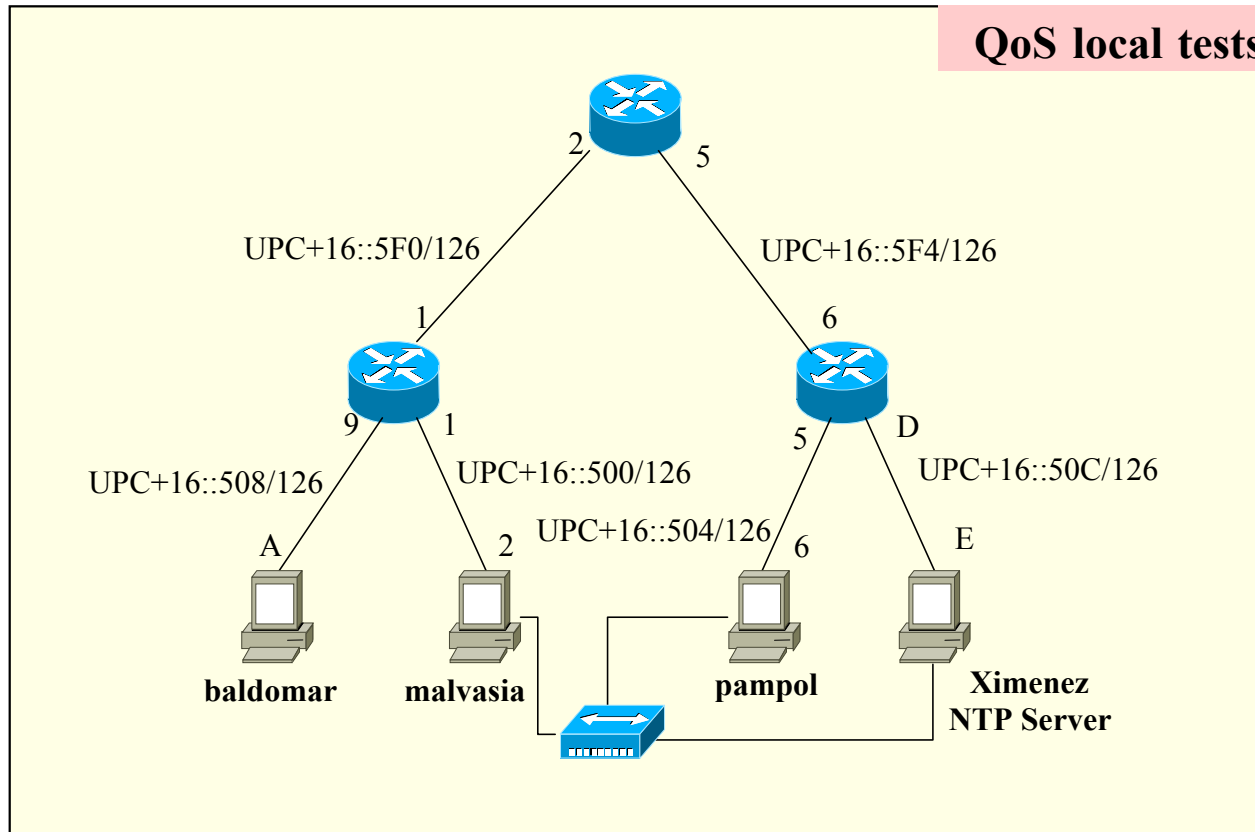 QoS local tests
2
5
UPC+16::5F0/126
UPC+16::5F4/126
1
6
9
1
5
D
UPC+16::508/126
UPC+16::500/126
UPC+16::50C/126
UPC+16::504/126
A
2
6
E
baldomar
malvasia
pampol
Ximenez
NTP Server